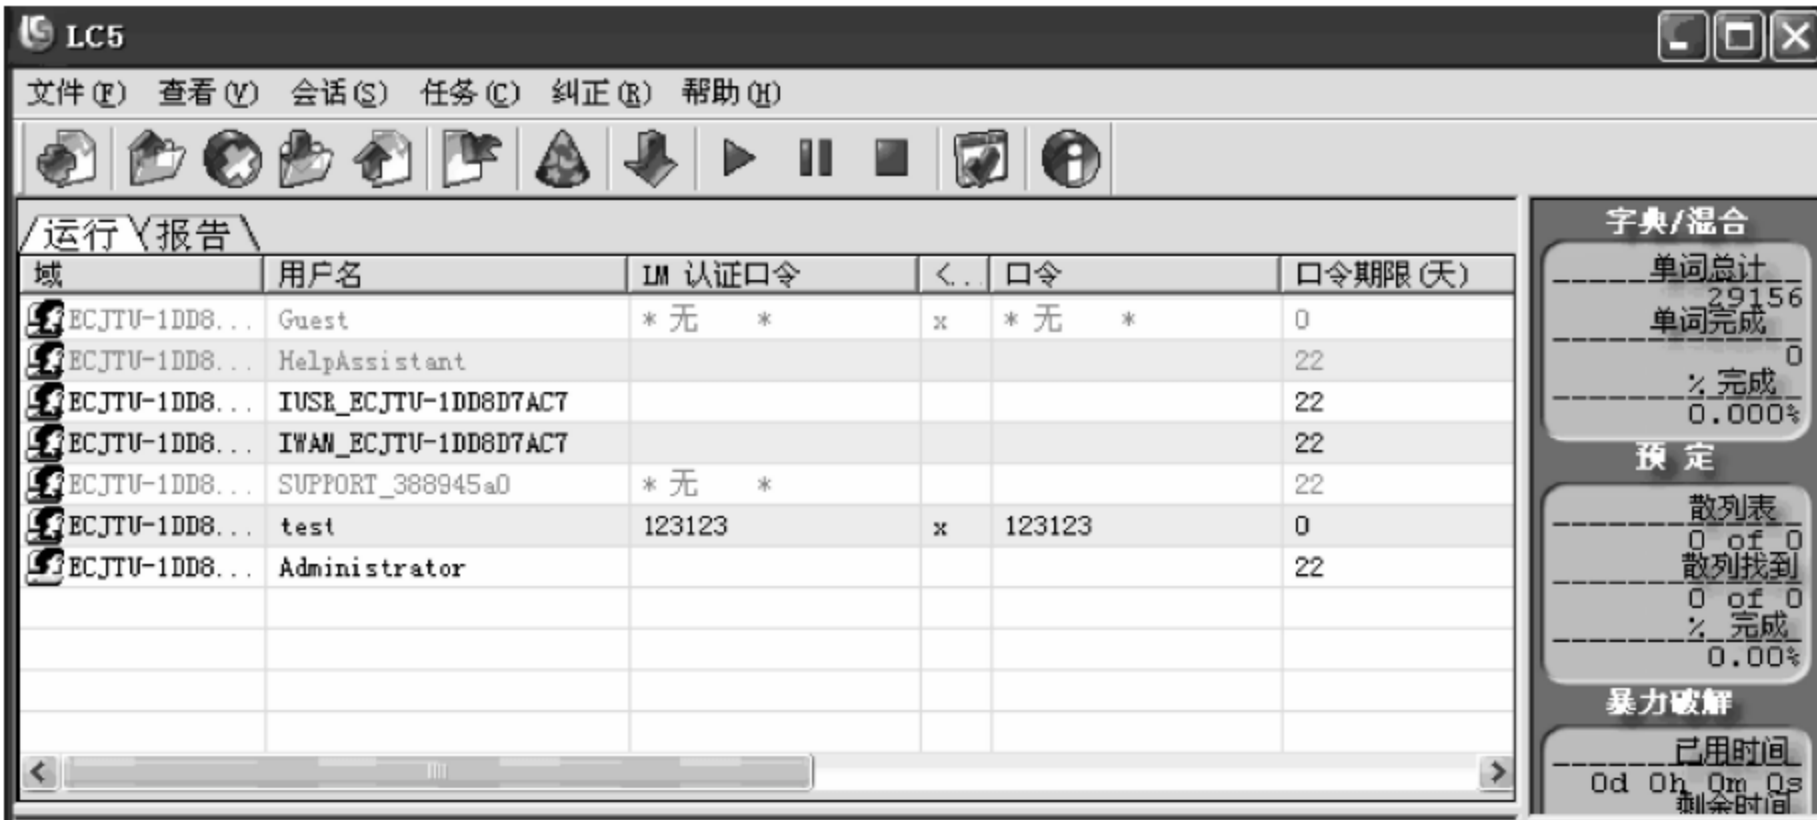 LC5
文件(F) 查看(V) 会话(S) 任务(C) 纠正(R) 帮助(H)
运行 报告
域 用户名 LM 认证口令 <... 口令 口令期限(天)
ECJTU-1DD8... Guest * 无 * x * 无 * 0
ECJTU-1DD8... HelpAssistant 22
ECJTU-1DD8... IUSR_ECJTU-1DD8D7AC7 22
ECJTU-1DD8... IWAM_ECJTU-1DD8D7AC7 22
ECJTU-1DD8... SUPPORT_388945a0 * 无 * 22
ECJTU-1DD8... test 123123 x 123123 0
ECJTU-1DD8... Administrator 22
字典/混合
单词总计
29156
单词完成
0
% 完成
0.000%
预 定
散列表
0 of 0
散列找到
0 of 0
% 完成
0.00%
暴力破解
已用时间
0d 0h 0m 0s
剩余时间